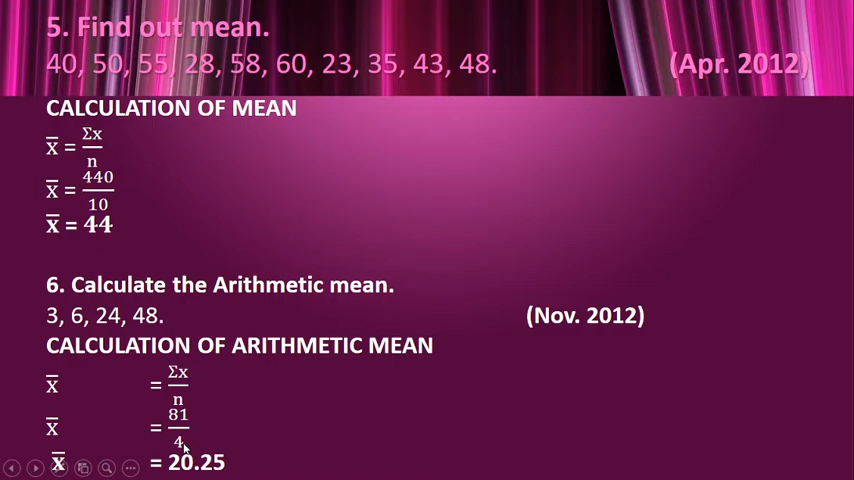 5. Find out mean.
40, 50, 55, 28, 58, 60, 23, 35, 43, 48. (Apr. 2012)
CALCULATION OF MEAN
x̅ = Σx/n
x̅ = 440/10
x̅ = 44
6. Calculate the Arithmetic mean.
3, 6, 24, 48. (Nov. 2012)
CALCULATION OF ARITHMETIC MEAN
x̅ = Σx/n
x̅ = 81/4
x̅ = 20.25